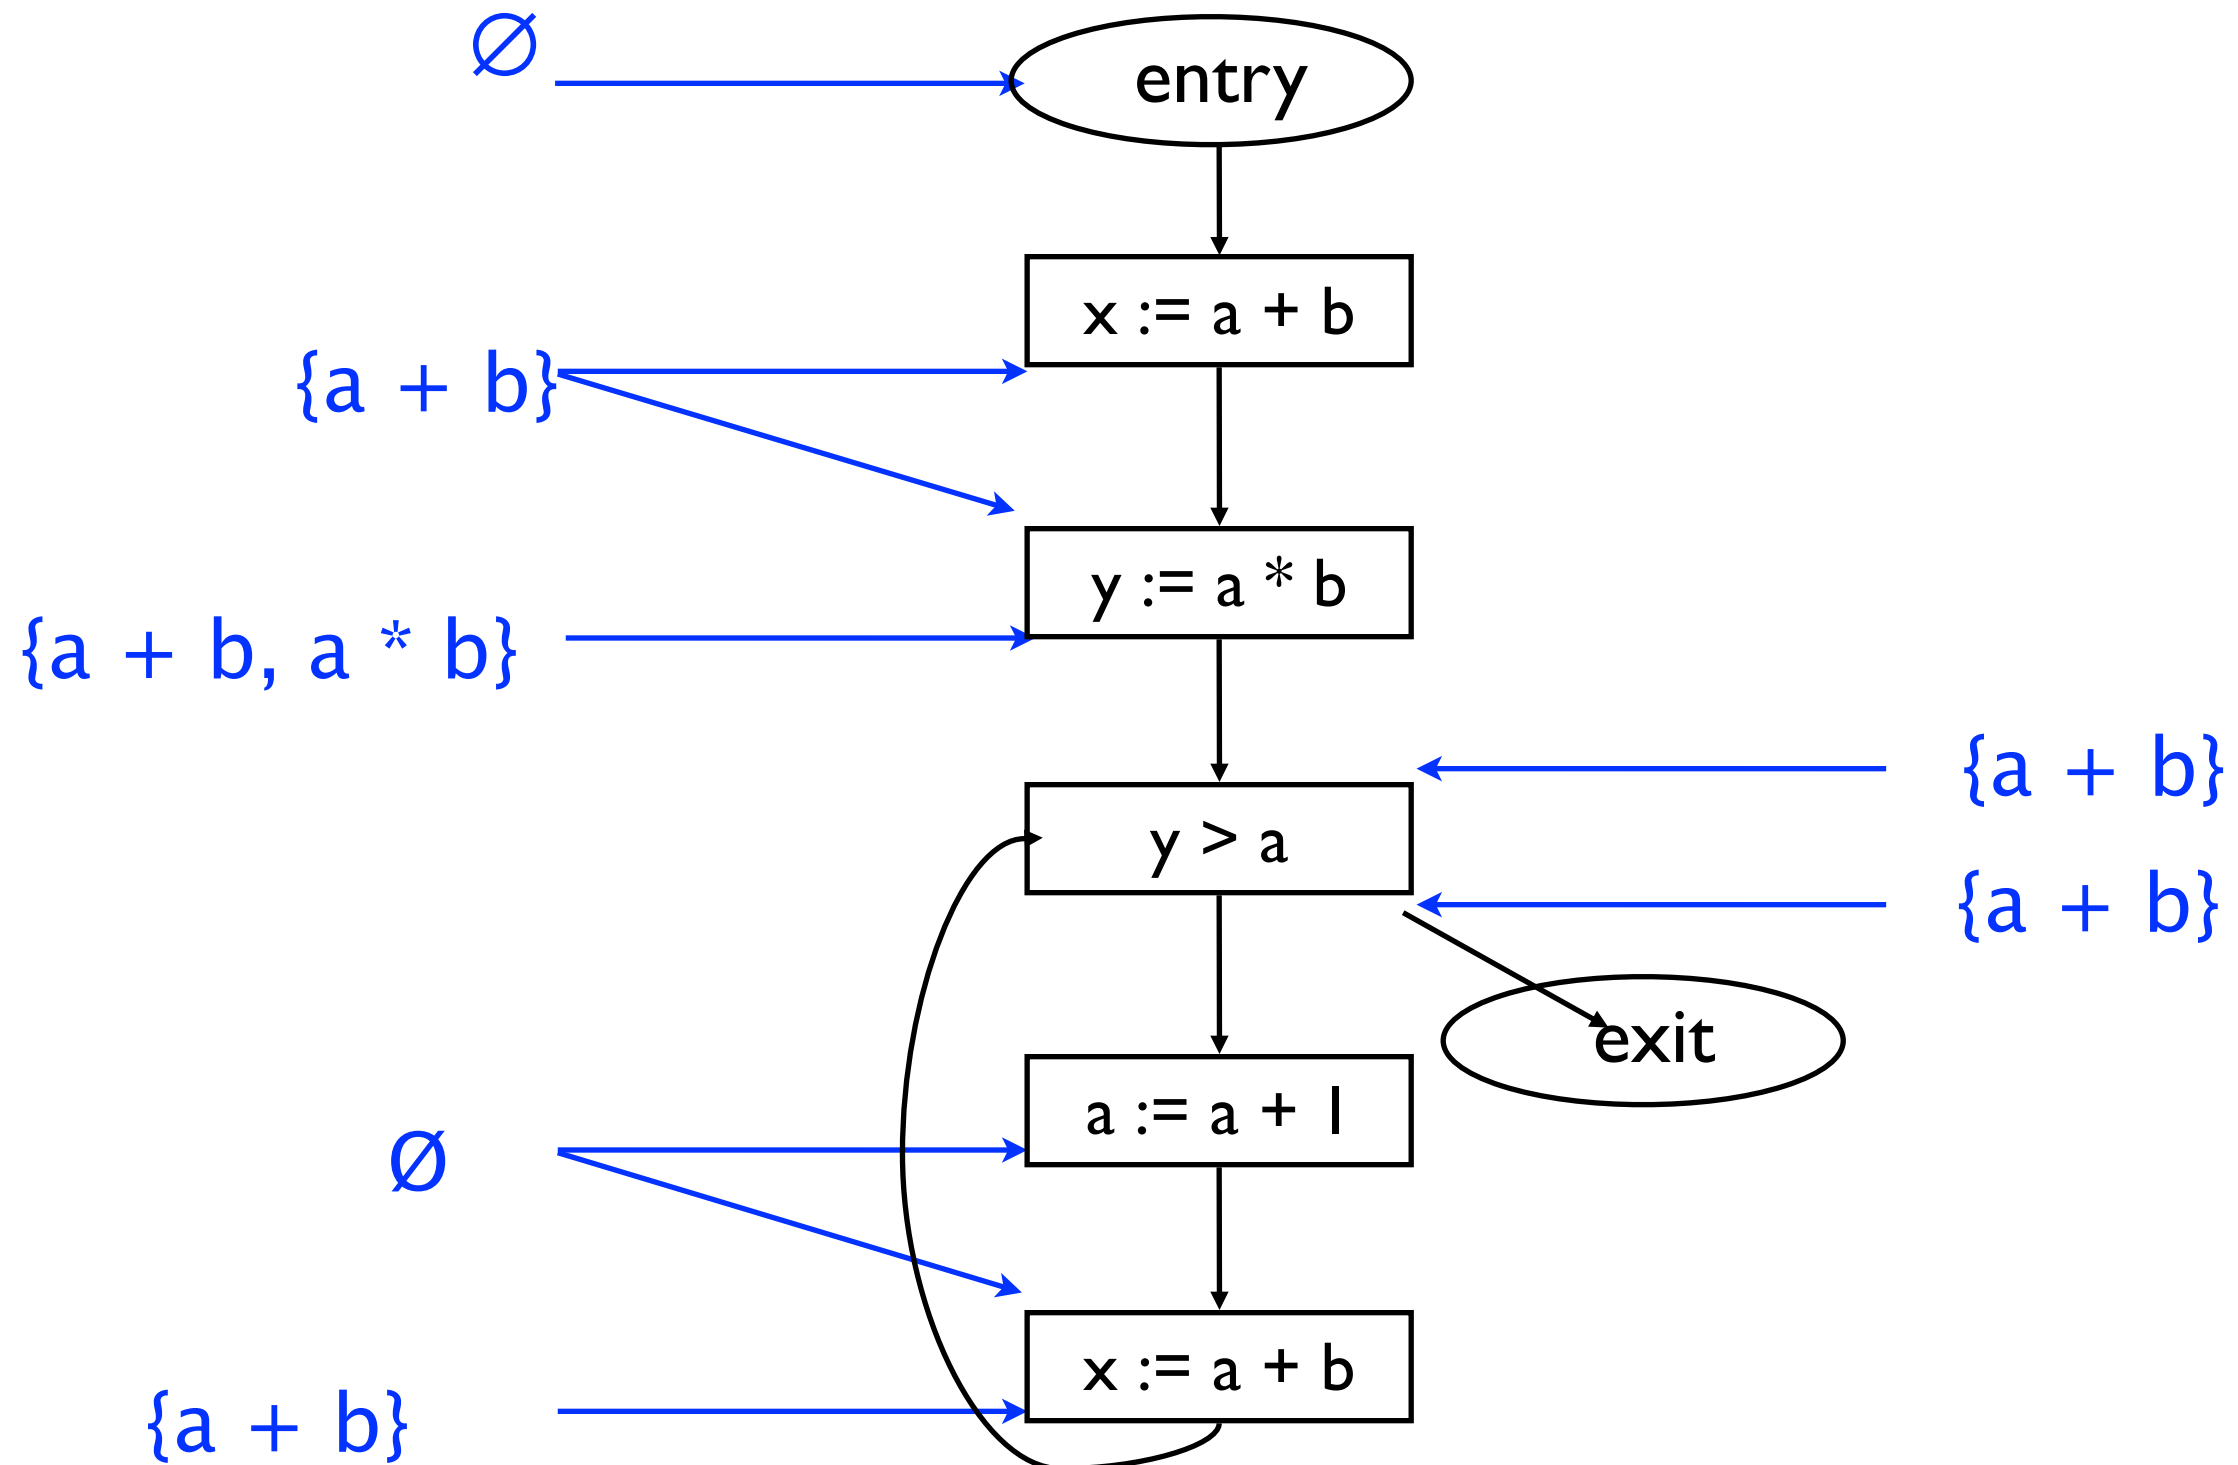 ∅
entry
x := a + b
{a + b}
y := a * b
{a + b, a * b}
{a + b}
y > a
{a + b}
exit
a := a + 1
Ø
x := a + b
{a + b}